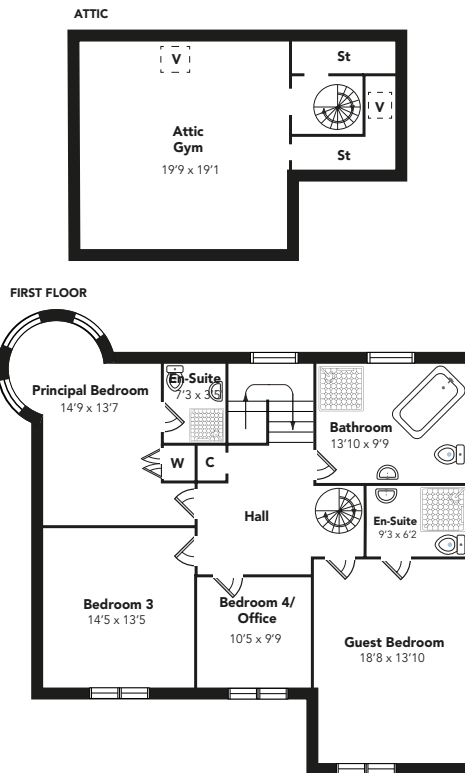 ATTIC
V
St
V
Attic
Gym
19'9 x 19'1
St
FIRST FLOOR
Principal Bedroom
14'9 x 13'7
En-Suite
7'3 x 3'5
Bathroom
13'10 x 9'9
W
C
Hall
En-Suite
9'3 x 6'2
Bedroom 3
14'5 x 13'5
Bedroom 4/
Office
10'5 x 9'9
Guest Bedroom
18'8 x 13'10